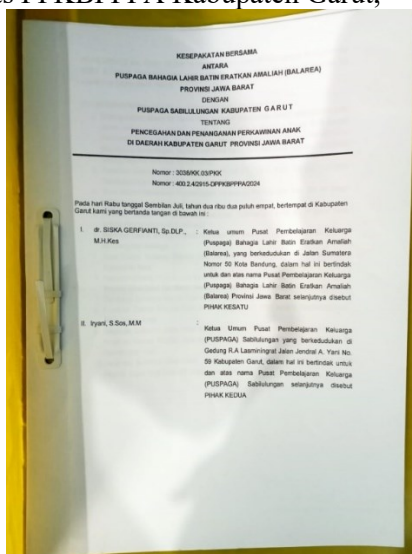 KESEPAKATAN BERSAMA
ANTARA
PUSPAGA BAHAGIA LAHIR BATIN ERATKAN AMALIAH (BALAREA)
PROVINSI JAWA BARAT
DENGAN
PUSPAGA SABILULUNGAN KABUPATEN GARUT
TENTANG
PENCEGAHAN DAN PENANGANAN PERKAWINAN ANAK
DI DAERAH KABUPATEN GARUT PROVINSI JAWA BARAT
Nomor : 3038/KK.03/PKK
Nomor : 400.2.4/2915-DPPKBPPPA/2024
Pada hari Rabu tanggal Sembilan Juli, tahun dua ribu dua puluh empat, bertempat di Kabupaten
Garut kami yang bertanda tangan di bawah ini :
I. dr. SISKA GERFIANTI, Sp.DLP.,
M.H.Kes
: Ketua umum Pusat Pembelajaran Keluarga
(Puspaga) Bahagia Lahir Batin Eratkan Amaliah
(Balarea), yang berkedudukan di Jalan Sumatera
Nomor 50 Kota Bandung, dalam hal ini bertindak
untuk dan atas nama Pusat Pembelajaran Keluarga
(Puspaga) Bahagia Lahir Batin Eratkan Amaliah
(Balarea) Provinsi Jawa Barat selanjutnya disebut
PIHAK KESATU
II. Iryani, S.Sos, M.M
: Ketua Umum Pusat Pembelajaran Keluarga
(PUSPAGA) Sabilulungan yang berkedudukan di
Gedung R.A Lasminingrat Jalan Jendral A. Yani No.
59 Kabupaten Garut, dalam hal ini bertindak untuk
dan atas nama Pusat Pembelajaran Keluarga
(PUSPAGA) Sabilulungan selanjutnya disebut
PIHAK KEDUA